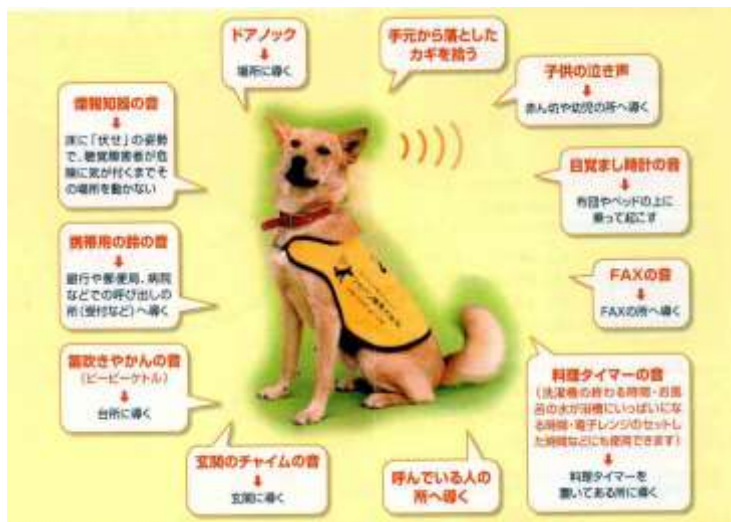 ドアノック
↓
場所に導く
手元から落とした
カギを拾う
子供の泣き声
↓
赤ん坊や幼児の所へ導く
煙報知器の音
↓
床に「伏せ」の姿勢
で、聴覚障害者が危
険に気が付くまでそ
の場所を動かない
目覚まし時計の音
↓
布団やベッドの上に
乗って起こす
携帯用の鈴の音
↓
銀行や郵便局、病院
などでの呼び出しの
所(受付など)へ導く
FAXの音
↓
FAXの所へ導く
笛吹きやかんの音
(ピーピーケトル)
↓
台所に導く
料理タイマーの音
(洗濯機の終わる時間・お風
呂の水が浴槽にいっぱいにな
る時間・電子レンジのセットし
た時間などにも使用できます)
↓
料理タイマーを
置いてある所に導く
玄関のチャイムの音
↓
玄関に導く
呼んでいる人の
所へ導く